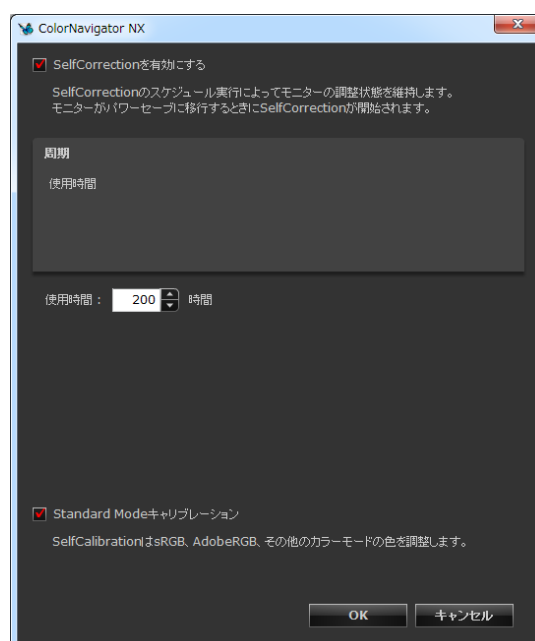 ColorNavigator NX
SelfCorrectionを有効にする
SelfCorrectionのスケジュール実行によってモニターの調整状態を維持します。
モニターがパワーセーブに移行するときにSelfCorrectionが開始されます。
周期
使用時間
使用時間： 200 時間
Standard Modeキャリブレーション
SelfCalibrationはsRGB、AdobeRGB、その他のカラーモードの色を調整します。
OK キャンセル